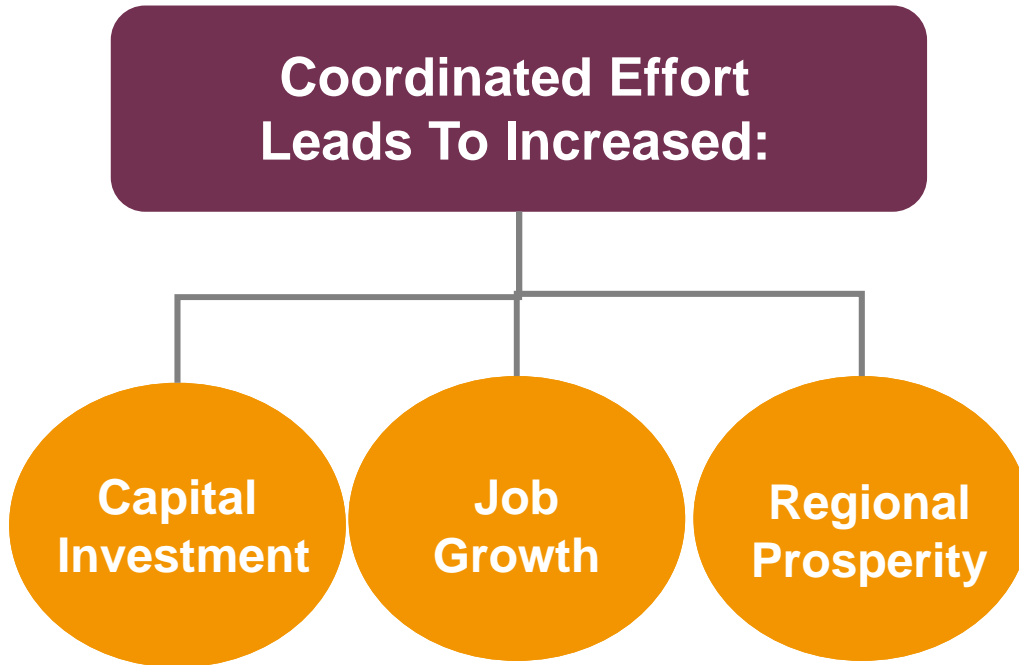 Coordinated Effort
Leads To Increased:
Capital
Investment
Job
Growth
Regional
Prosperity